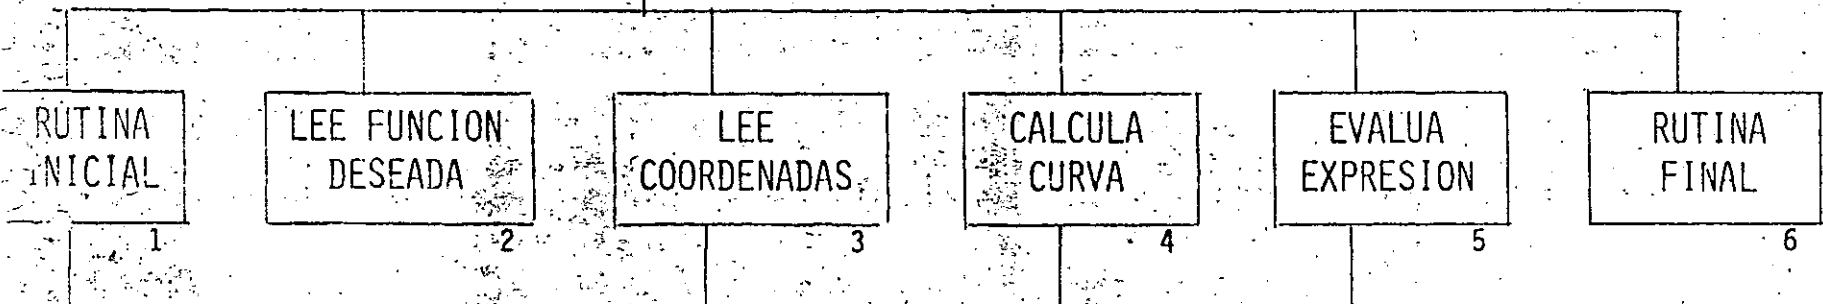 RUTINA
INICIAL
1
LEE FUNCION
DESEADA
2
LEE
COORDENADAS
3
CALCULA
CURVA
4
EVALUA
EXPRESION
5
RUTINA
FINAL
6